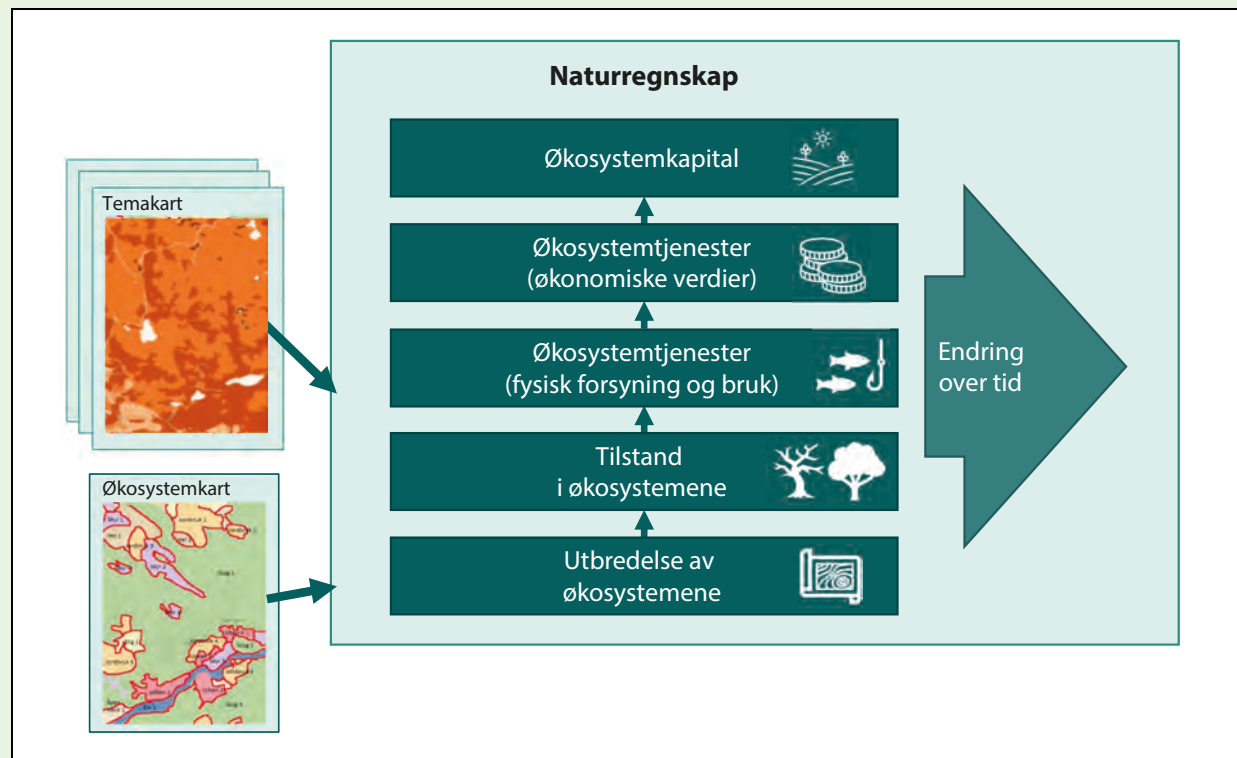 Naturregnskap
Økosystemkapital
Økosystemtjenester
(økonomiske verdier)
Økosystemtjenester
(fysisk forsyning og bruk)
Tilstand
i økosystemene
Utbredelse av
økosystemene
Endring
over tid
Temakart
Økosystemkart